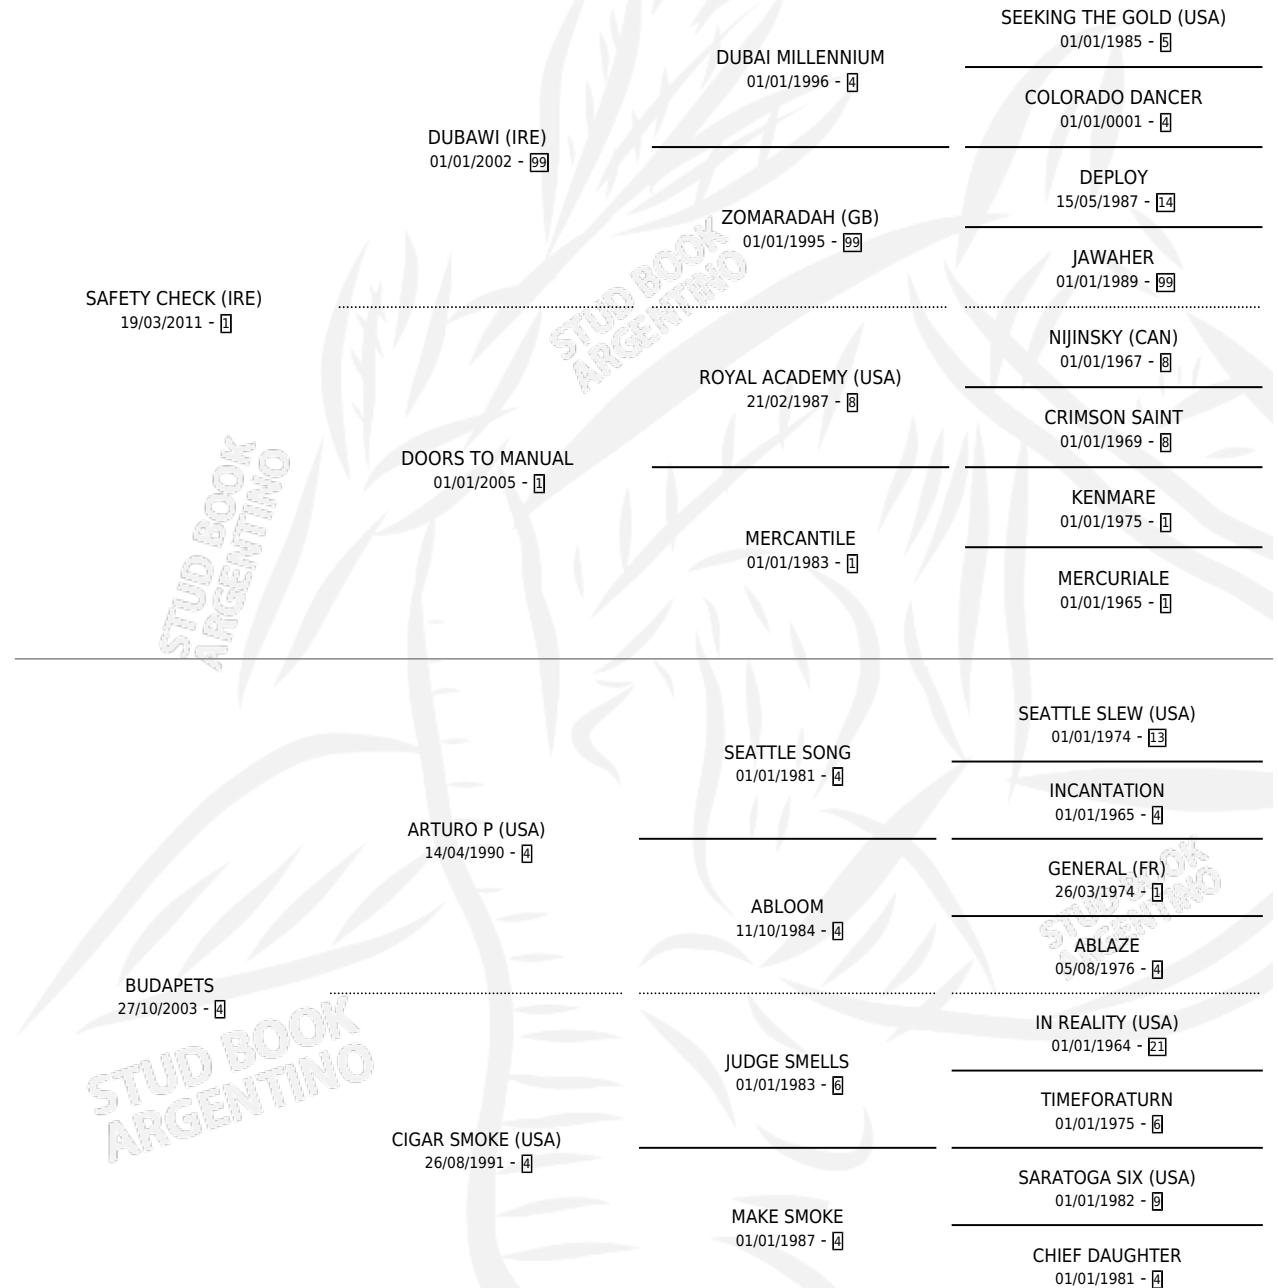 SEEKING THE GOLD (USA)
01/01/1985 - 5
DUBAI MILLENNIUM
01/01/1996 - 4
COLORADO DANCER
01/01/0001 - 4
DUBAWI (IRE)
01/01/2002 - 99
DEPLOY
15/05/1987 - 14
ZOMARADAH (GB)
01/01/1995 - 99
JAWAHER
01/01/1989 - 99
SAFETY CHECK (IRE)
19/03/2011 - 1
NIJINSKY (CAN)
01/01/1967 - 8
ROYAL ACADEMY (USA)
21/02/1987 - 8
CRIMSON SAINT
01/01/1969 - 8
DOORS TO MANUAL
01/01/2005 - 1
KENMARE
01/01/1975 - 1
MERCANTILE
01/01/1983 - 1
MERCURIALE
01/01/1965 - 1
SEATTLE SLEW (USA)
01/01/1974 - 13
SEATTLE SONG
01/01/1981 - 4
INCANTATION
01/01/1965 - 4
ARTURO P (USA)
14/04/1990 - 4
GENERAL (FR)
26/03/1974 - 1
ABLOOM
11/10/1984 - 4
ABLAZE
05/08/1976 - 4
BUDAPETS
27/10/2003 - 4
IN REALITY (USA)
01/01/1964 - 21
JUDGE SMELLS
01/01/1983 - 6
TIMEFORATURN
01/01/1975 - 6
CIGAR SMOKE (USA)
26/08/1991 - 4
SARATOGA SIX (USA)
01/01/1982 - 9
MAKE SMOKE
01/01/1987 - 4
CHIEF DAUGHTER
01/01/1981 - 4
STUD BOOK
ARGENTINO
STUD BOOK
ARGENTINO
STUD BOOK
ARGENTINO
STUD BOOK
ARGENTINO